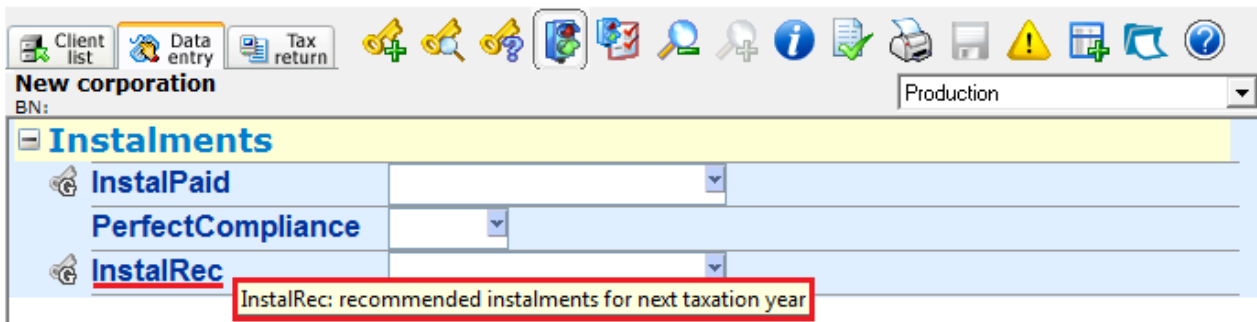 Client list
Data entry
Tax return
New corporation
BN:
Production
Instalments
InstalPaid
PerfectCompliance
InstalRec
InstalRec: recommended instalments for next taxation year